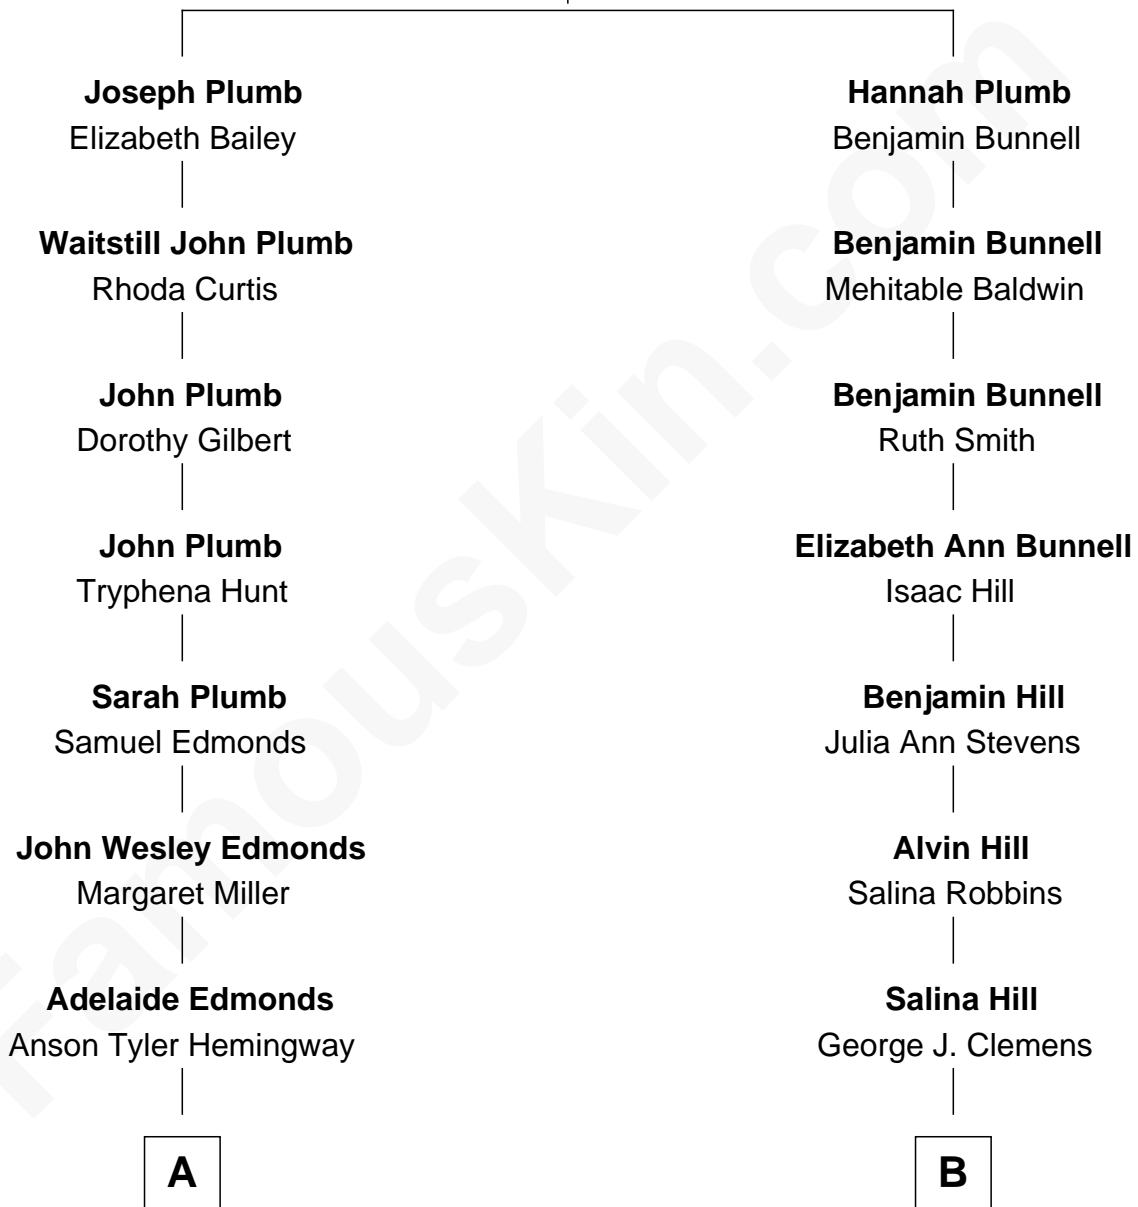 Joseph Plumb
Elizabeth Bailey
Hannah Plumb
Benjamin Bunnell
Waitstill John Plumb
Rhoda Curtis
Benjamin Bunnell
Mehitable Baldwin
John Plumb
Dorothy Gilbert
Benjamin Bunnell
Ruth Smith
John Plumb
Tryphena Hunt
Elizabeth Ann Bunnell
Isaac Hill
Sarah Plumb
Samuel Edmonds
Benjamin Hill
Julia Ann Stevens
John Wesley Edmonds
Margaret Miller
Alvin Hill
Salina Robbins
Adelaide Edmonds
Anson Tyler Hemingway
Salina Hill
George J. Clemens
A
B
FamousKin.com